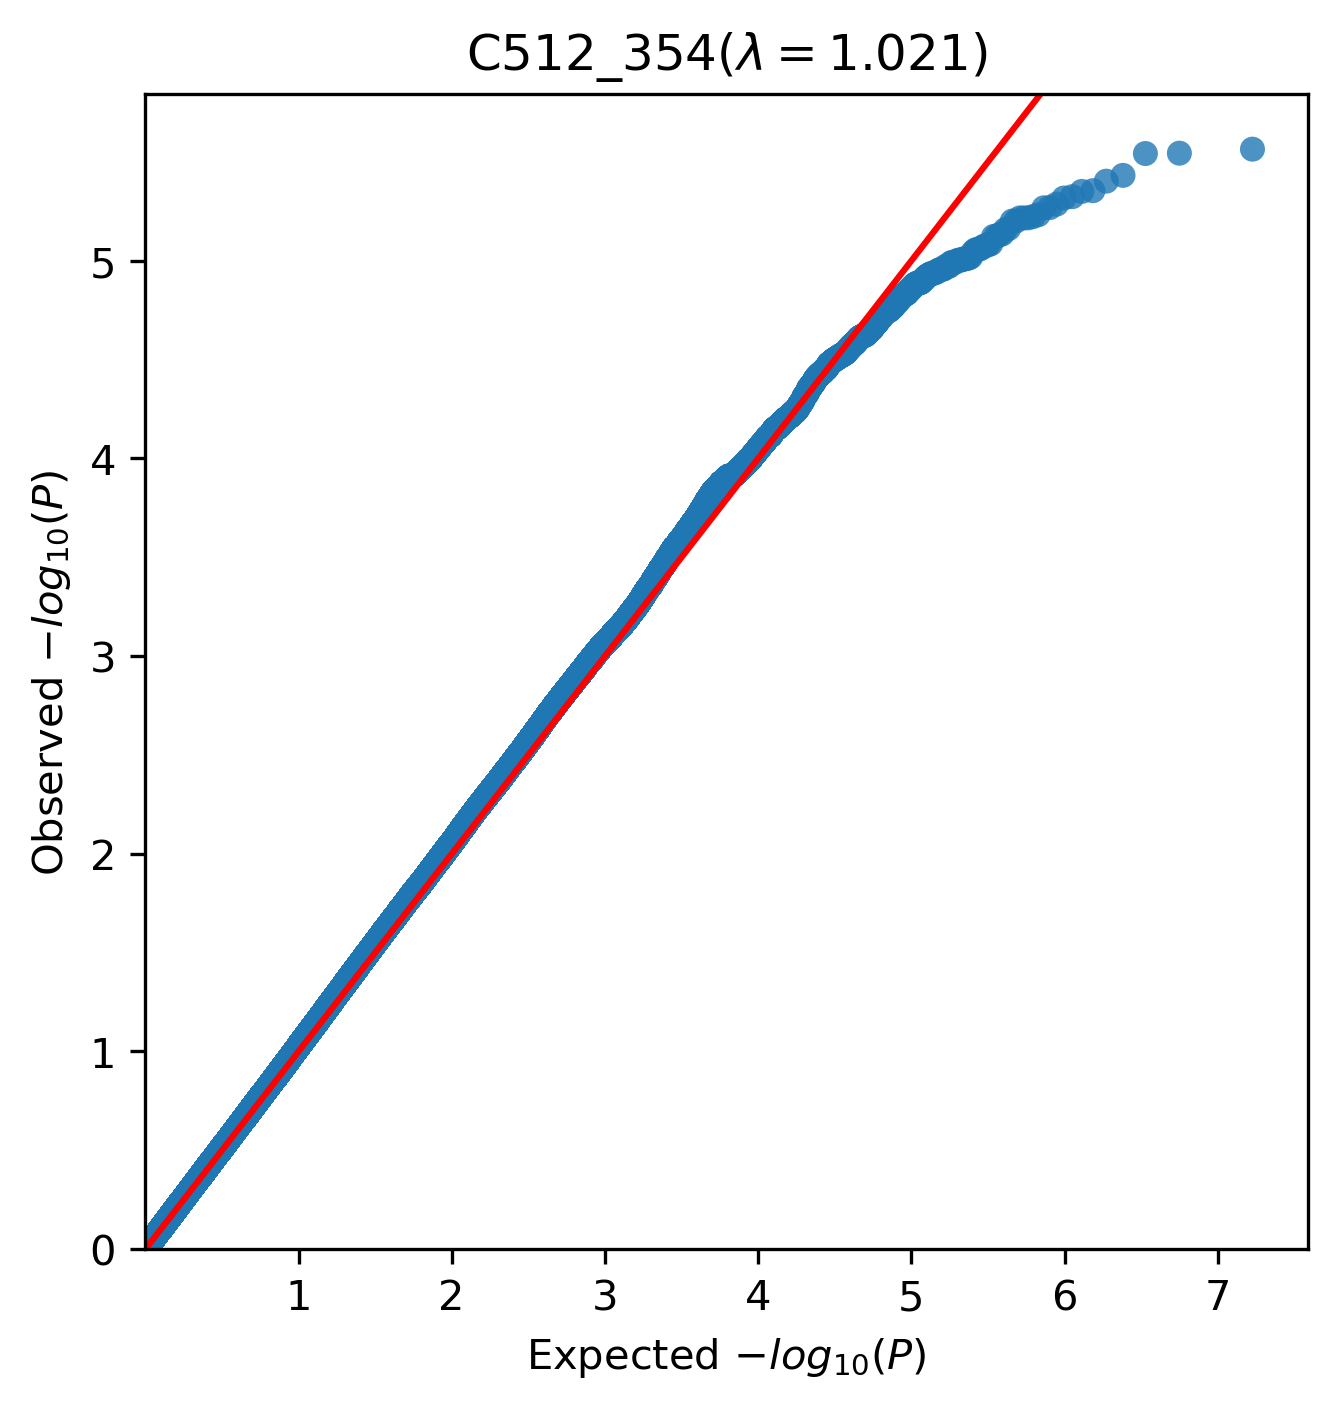 C512_354(λ = 1.021)
Observed −log₁₀(P)
5
4
3
2
1
0
1 2 3 4 5 6 7
Expected −log₁₀(P)